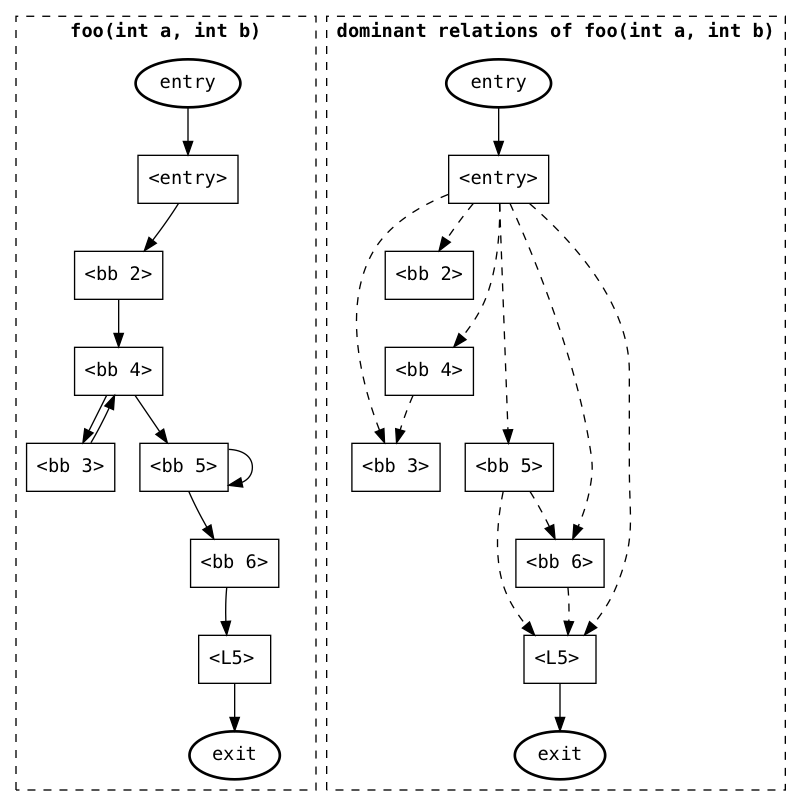 foo(int a, int b)
entry
<entry>
<bb 2>
<bb 4>
<bb 3>
<bb 5>
<bb 6>
<L5>
exit
dominant relations of foo(int a, int b)
entry
<entry>
<bb 2>
<bb 4>
<bb 3>
<bb 5>
<bb 6>
<L5>
exit